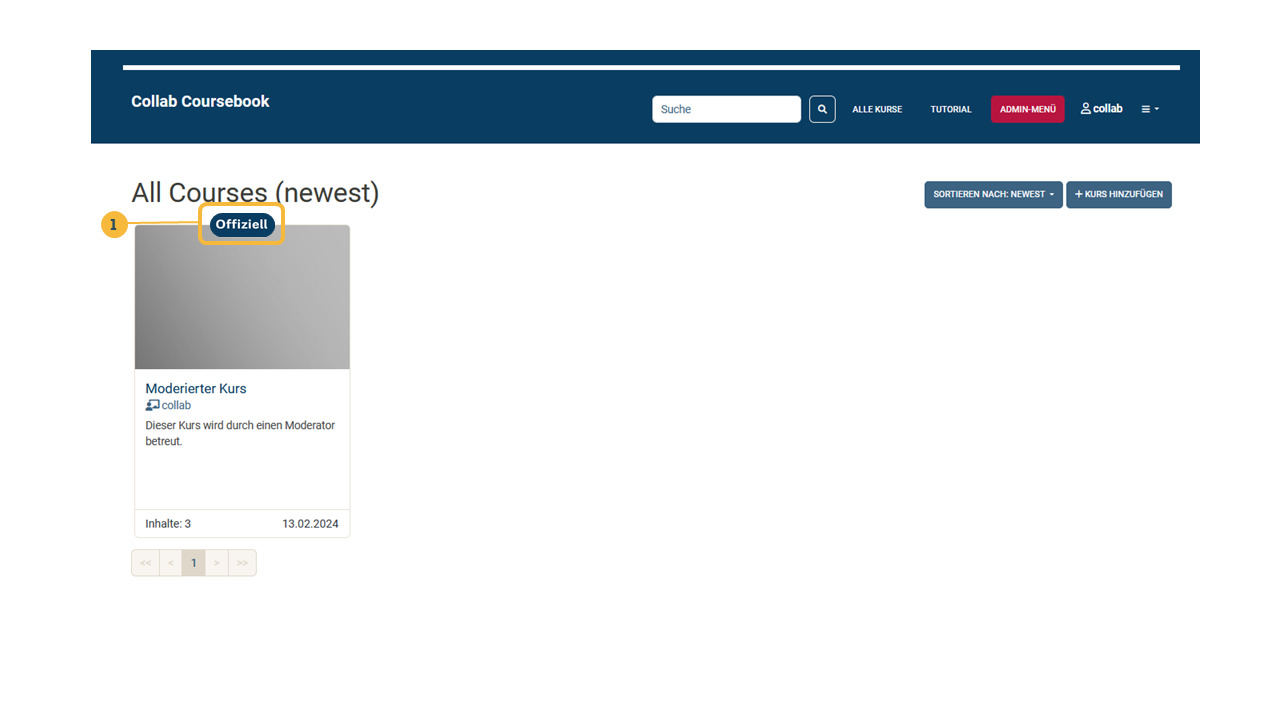 Collab Coursebook
Suche
ALLE KURSE
TUTORIAL
ADMIN-MENÜ
collab
All Courses (newest)
SORTIEREN NACH: NEWEST
KURS HINZUFÜGEN
1
Offiziell
Moderierter Kurs
collab
Dieser Kurs wird durch einen Moderator
betreut.
Inhalte: 3
13.02.2024
<< < 1 > >>